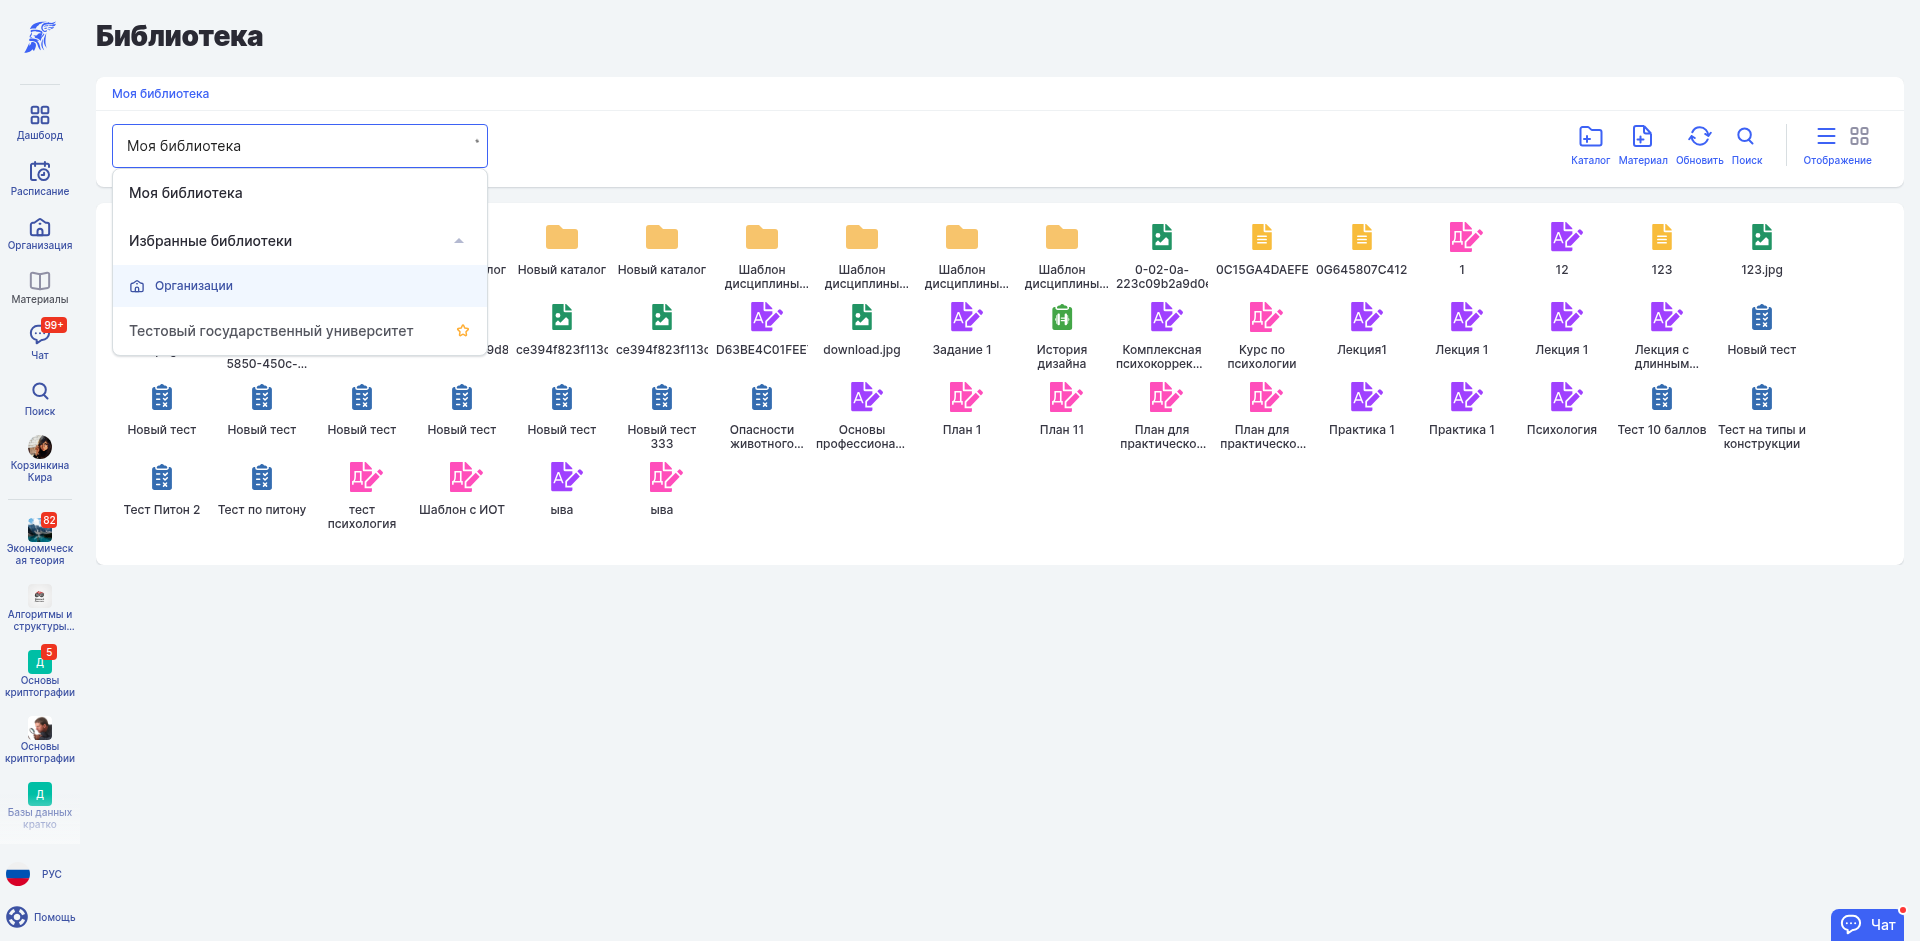 Библиотека
Моя библиотека
Моя библиотека
Моя библиотека
Избранные библиотеки
Организации
Тестовый государственный университет
Каталог
Материал
Обновить
Поиск
Отображение
Дашборд
Расписание
Организация
Материалы
99+
Чат
Поиск
Корзинкина
Кира
82
Экономическ
ая теория
Алгоритмы и
структуры...
5
Д
Основы
криптографии
Основы
криптографии
Д
Базы данных
кратко
РУС
Помощь
Новый каталог
Новый каталог
Шаблон
дисциплины...
Шаблон
дисциплины...
Шаблон
дисциплины...
Шаблон
дисциплины...
0-02-0a-
223c09b2a9d0
0C15GA4DAEFE
0G645807C412
1
12
123
123.jpg
5850-450c-...
9d8
ce394f823f113c
ce394f823f113c
D63BE4C01FEE
download.jpg
Задание 1
История
дизайна
Комплексная
психокоррек...
Курс по
психологии
Лекция1
Лекция 1
Лекция 1
Лекция с
длинным...
Новый тест
Новый тест
Новый тест
Новый тест
Новый тест
Новый тест
Новый тест
333
Опасности
животного...
Основы
профессиона...
План 1
План 11
План для
практическо...
План для
практическо...
Практика 1
Практика 1
Психология
Тест 10 баллов
Тест на типы и
конструкции
Тест Питон 2
Тест по питону
тест
психология
Шаблон с ИОТ
ыва
ыва
Чат